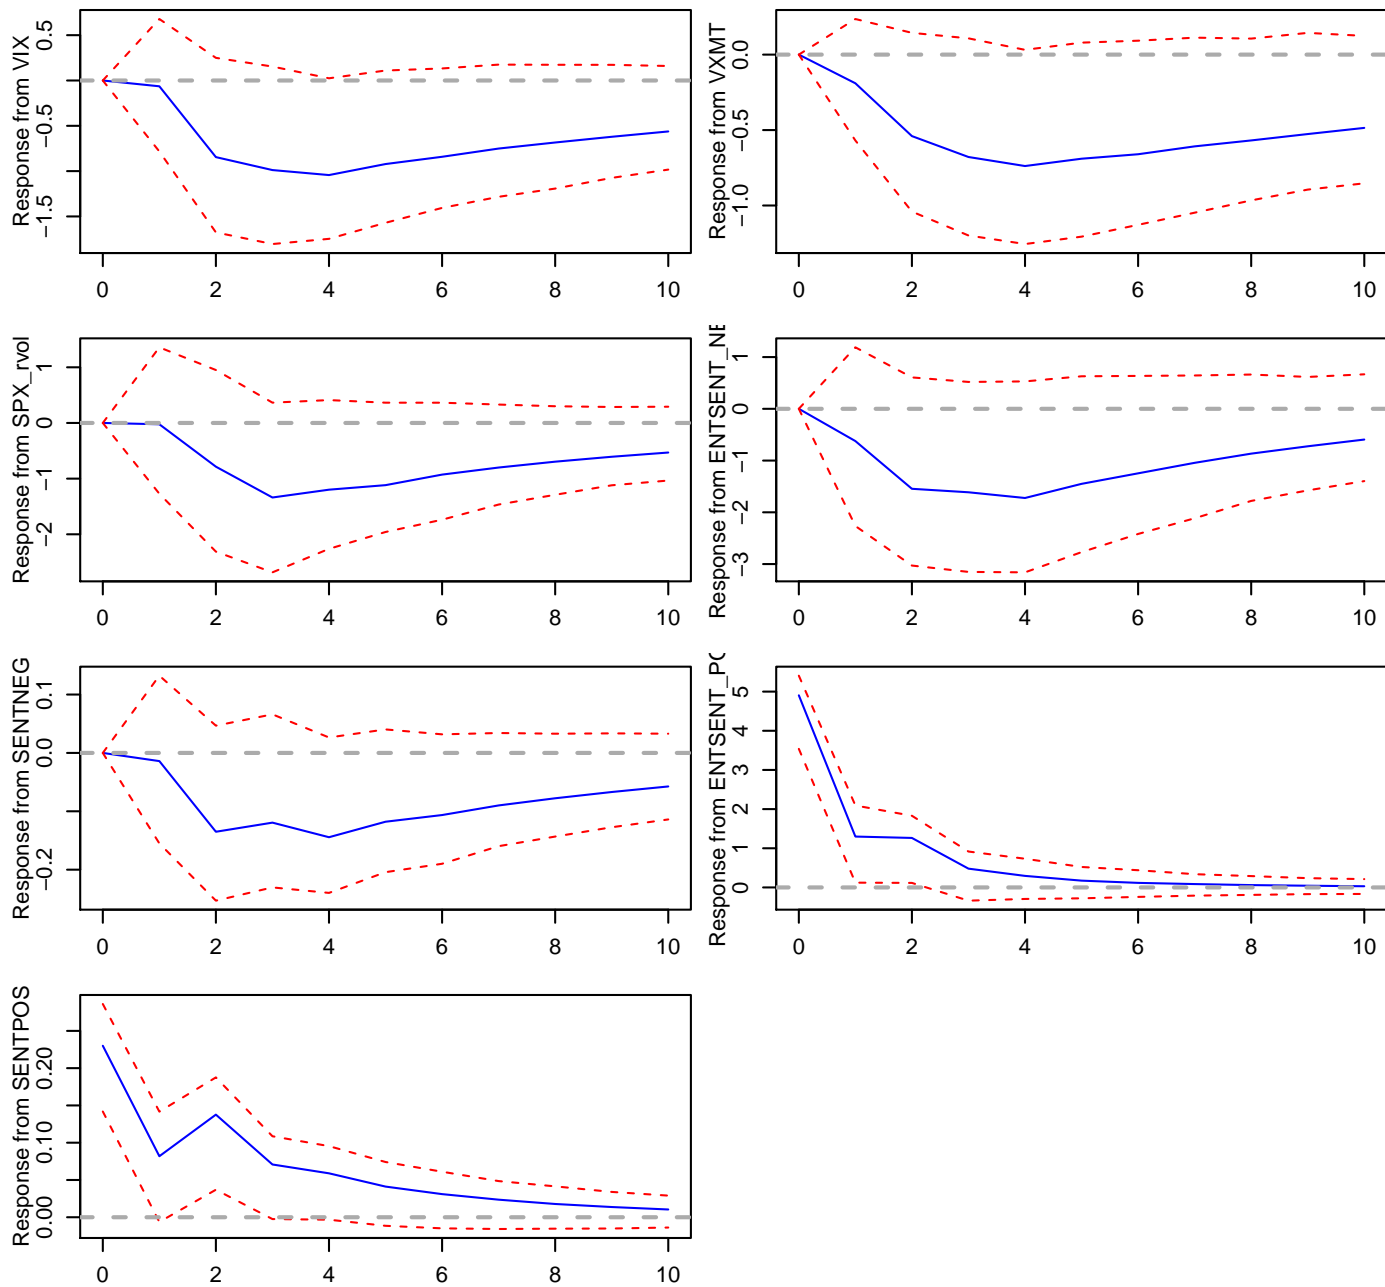 Response from VIX
0.5
-0.5
-1.5
0 2 4 6 8 10
Response from VXMT
0.0
-0.5
-1.0
0 2 4 6 8 10
Response from SPX_rvol
1
0
-1
-2
0 2 4 6 8 10
Response from ENTSENT_NE
1
0
-1
-2
-3
0 2 4 6 8 10
Response from SENTNEG
0.1
0.0
-0.2
0 2 4 6 8 10
Response from ENTSENT_PO
5
4
3
2
1
0
0 2 4 6 8 10
Response from SENTPOS
0.20
0.10
0.00
0 2 4 6 8 10